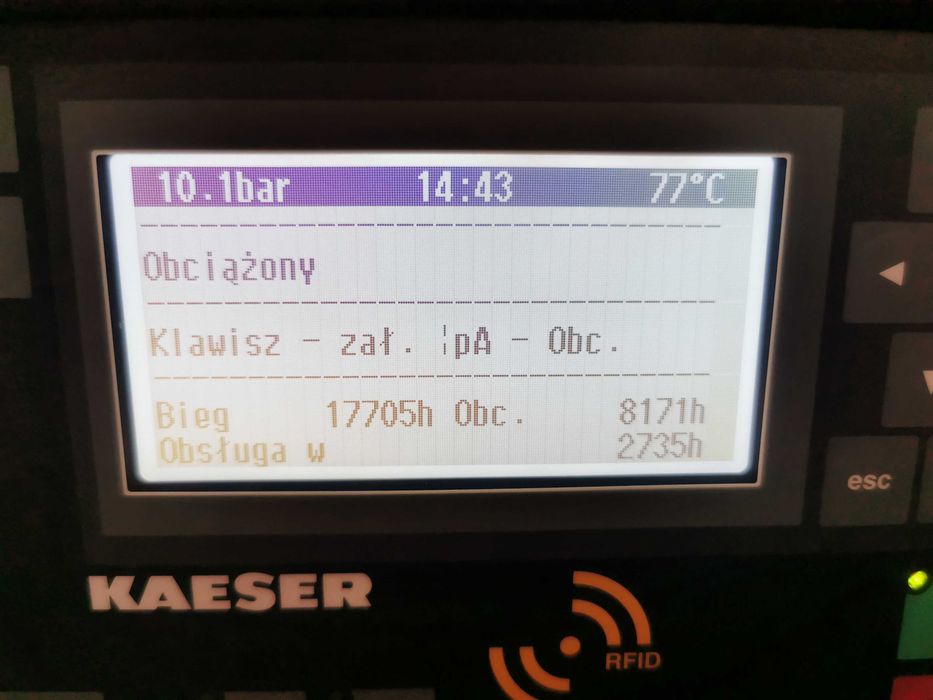 10.1bar 14:43 77°C
Obciążony
Klawisz - zał. ¦pA - Obc.
Bieg 17705h Obc. 8171h
Obsługa w 2735h
esc
KAESER
RFID